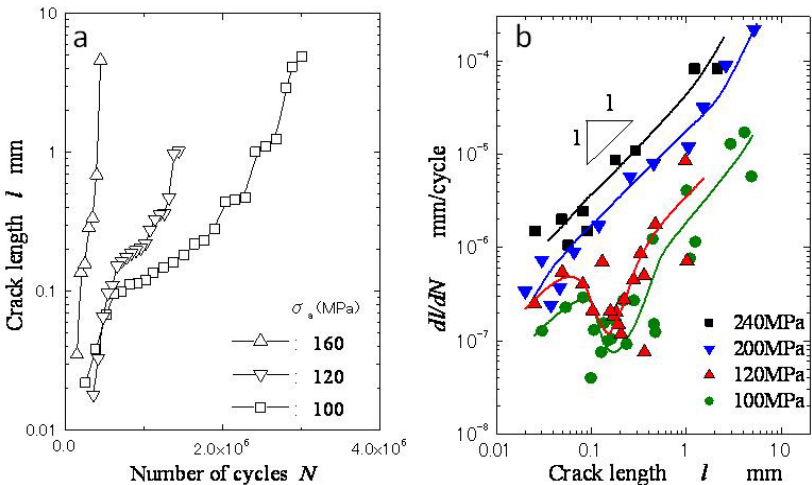 a
Crack length l mm
10
1
0.1
0.01
0.0
2.0×10⁶
4.0×10⁶
Number of cycles N
σₐ (MPa)
: 160
: 120
: 100
b
dl/dN mm/cycle
10⁻⁴
10⁻⁵
10⁻⁶
10⁻⁷
10⁻⁸
1
1
240MPa
200MPa
120MPa
100MPa
0.01
0.1
1
10
Crack length l mm